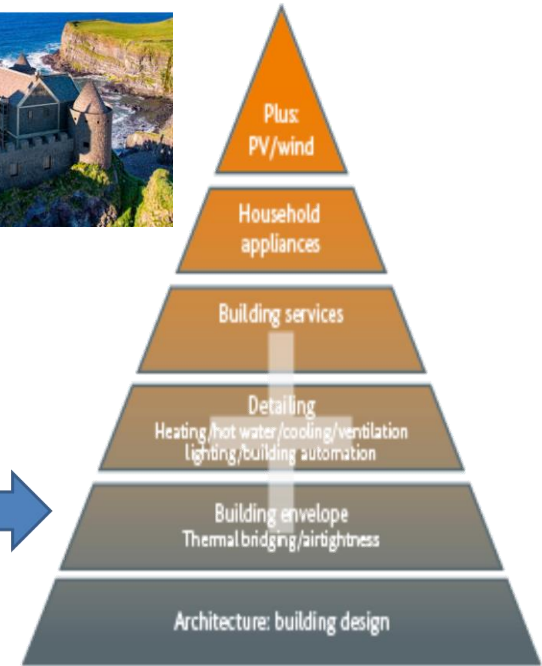 Plus:
PV/wind
Household
appliances
Building services
Detailing
Heating/hot water/cooling/ventilation
lighting/building automation
Building envelope
Thermal bridging/airtightness
Architecture: building design